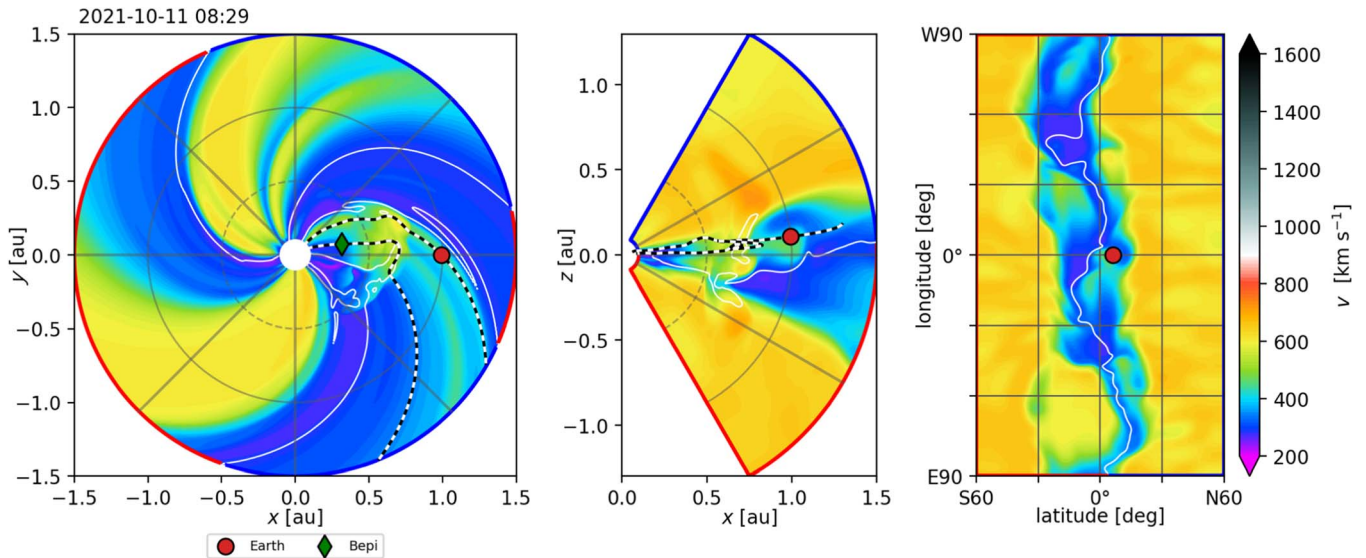 2021-10-11 08:29
1.5
1.0
0.5
0.0
−0.5
−1.0
−1.5
y [au]
−1.5 −1.0 −0.5 0.0 0.5 1.0 1.5
x [au]
Earth Bepi
1.0
0.5
0.0
−0.5
−1.0
z [au]
0.0 0.5 1.0 1.5
x [au]
W90
0°
E90
longitude [deg]
S60 0° N60
latitude [deg]
1600
1400
1200
1000
800
600
400
200
v [km s⁻¹]